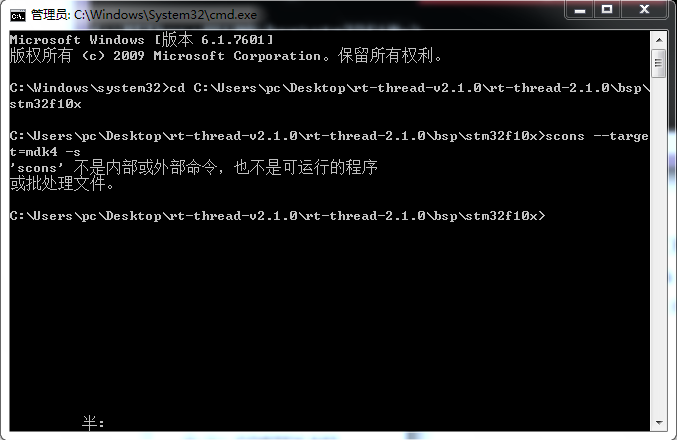 管理员: C:\Windows\System32\cmd.exe
Microsoft Windows [版本 6.1.7601]
版权所有 (c) 2009 Microsoft Corporation。保留所有权利。
C:\Windows\system32>cd C:\Users\pc\Desktop\rt-thread-v2.1.0\rt-thread-2.1.0\bsp\
stm32f10x
C:\Users\pc\Desktop\rt-thread-v2.1.0\rt-thread-2.1.0\bsp\stm32f10x>scons --targe
t=mdk4 -s
'scons' 不是内部或外部命令，也不是可运行的程序
或批处理文件。
C:\Users\pc\Desktop\rt-thread-v2.1.0\rt-thread-2.1.0\bsp\stm32f10x>
半: